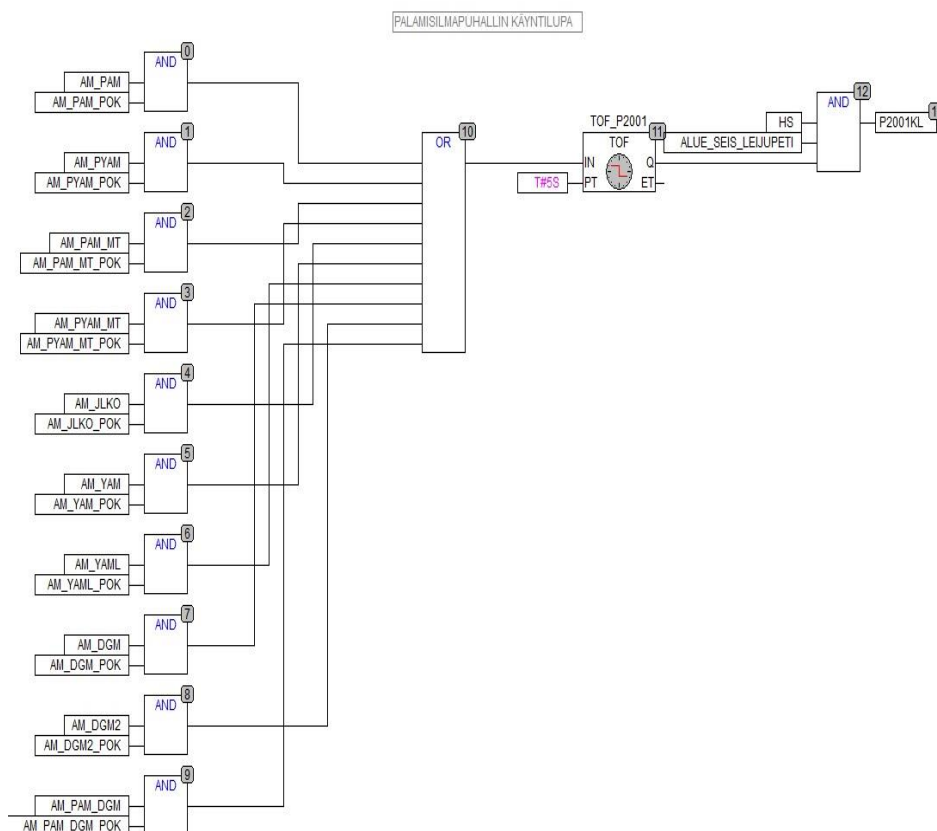 PALAMISILMAPUHALLIN KÄYNTILUPA
0
AND
AM_PAM
AM_PAM_POK
1
AND
AM_PYAM
AM_PYAM_POK
2
AND
AM_PAM_MT
AM_PAM_MT_POK
3
AND
AM_PYAM_MT
AM_PYAM_MT_POK
4
AND
AM_JLKO
AM_JLKO_POK
5
AND
AM_YAM
AM_YAM_POK
6
AND
AM_YAML
AM_YAML_POK
7
AND
AM_DGM
AM_DGM_POK
8
AND
AM_DGM2
AM_DGM2_POK
9
AND
AM_PAM_DGM
AM_PAM_DGM_POK
10
OR
TOF_P2001
11
TOF
IN Q
PT ET
T#5S
12
AND
HS
ALUE_SEIS_LEIJUPETI
P2001KL